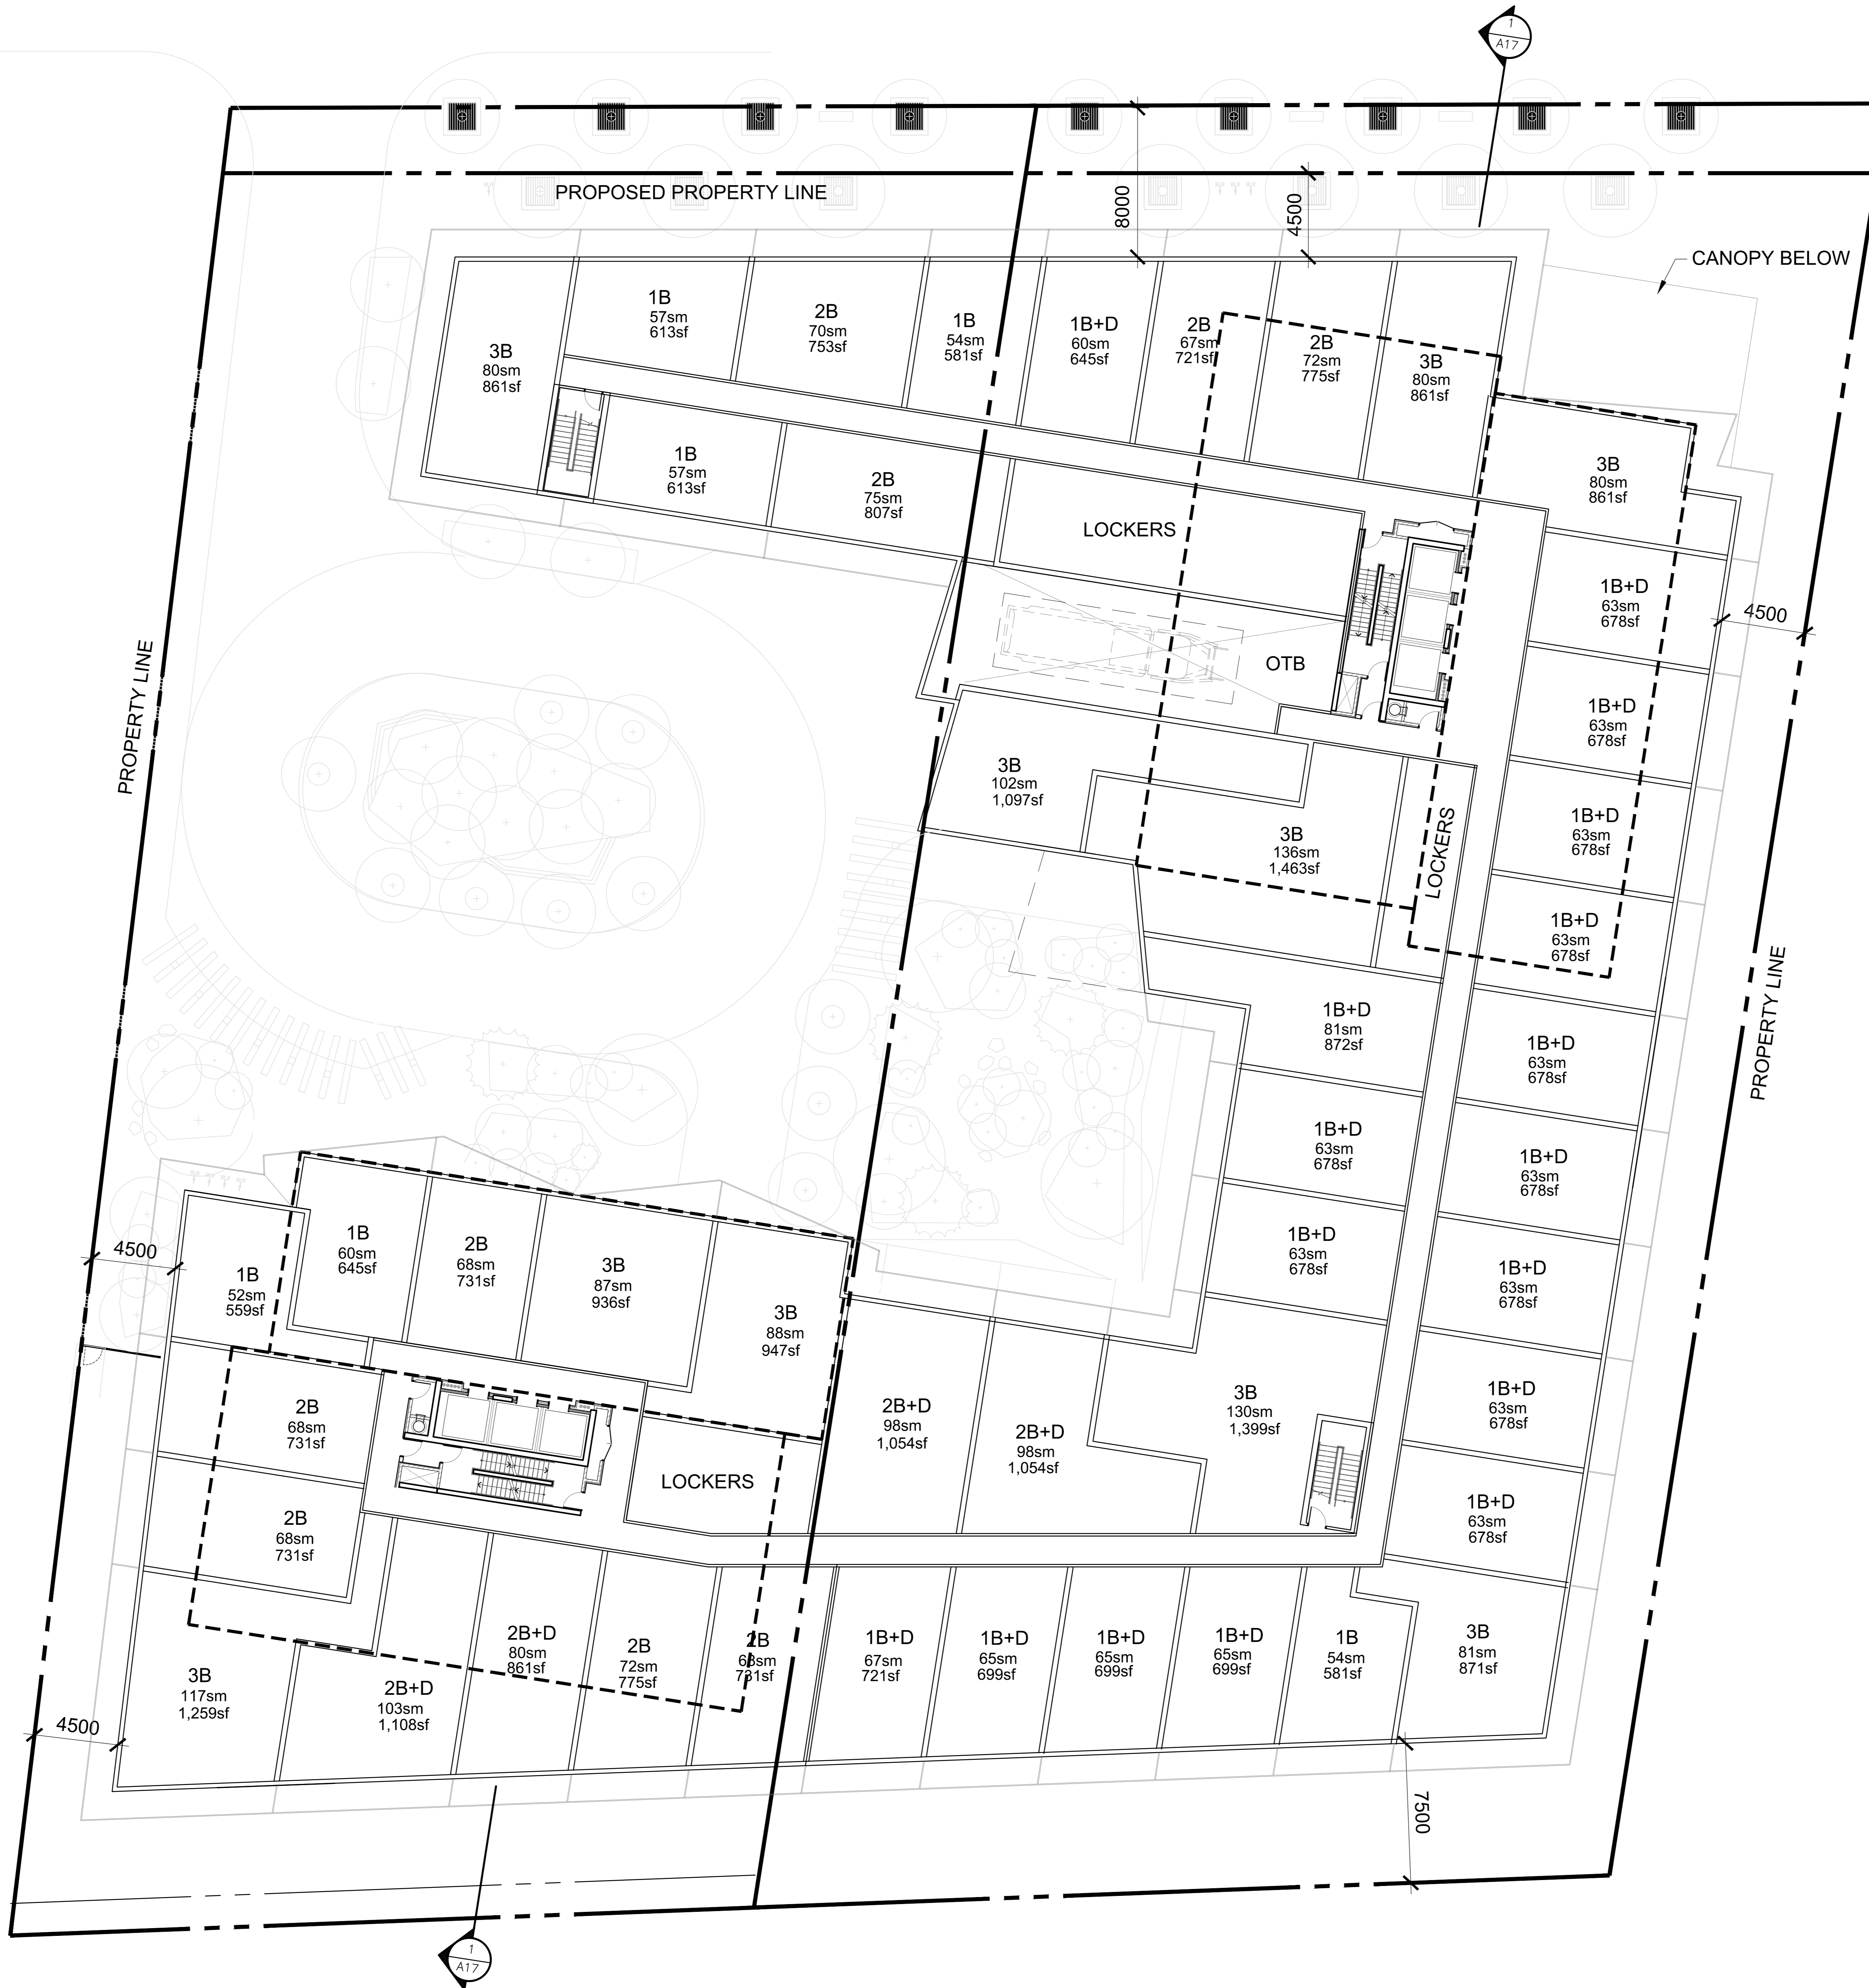 1
A17
PROPOSED PROPERTY LINE
8000
4500
CANOPY BELOW
1B
57sm
613sf
2B
70sm
753sf
1B
54sm
581sf
1B+D
60sm
645sf
2B
67sm
721sf
2B
72sm
775sf
3B
80sm
861sf
3B
80sm
861sf
1B
57sm
613sf
2B
75sm
807sf
LOCKERS
3B
80sm
861sf
OTB
1B+D
63sm
678sf
4500
PROPERTY LINE
1B+D
63sm
678sf
3B
102sm
1,097sf
3B
136sm
1,463sf
LOCKERS
1B+D
63sm
678sf
1B+D
63sm
678sf
1B+D
81sm
872sf
1B+D
63sm
678sf
PROPERTY LINE
1B+D
63sm
678sf
1B+D
63sm
678sf
1B+D
63sm
678sf
1B+D
63sm
678sf
4500
1B
52sm
559sf
1B
60sm
645sf
2B
68sm
731sf
3B
87sm
936sf
3B
88sm
947sf
2B
68sm
731sf
2B+D
98sm
1,054sf
2B+D
98sm
1,054sf
3B
130sm
1,399sf
1B+D
63sm
678sf
LOCKERS
2B
68sm
731sf
1B+D
63sm
678sf
3B
117sm
1,259sf
2B+D
103sm
1,108sf
2B+D
80sm
861sf
2B
72sm
775sf
2B
68sm
731sf
1B+D
67sm
721sf
1B+D
65sm
699sf
1B+D
65sm
699sf
1B+D
65sm
699sf
1B
54sm
581sf
3B
81sm
871sf
4500
7500
1
A17